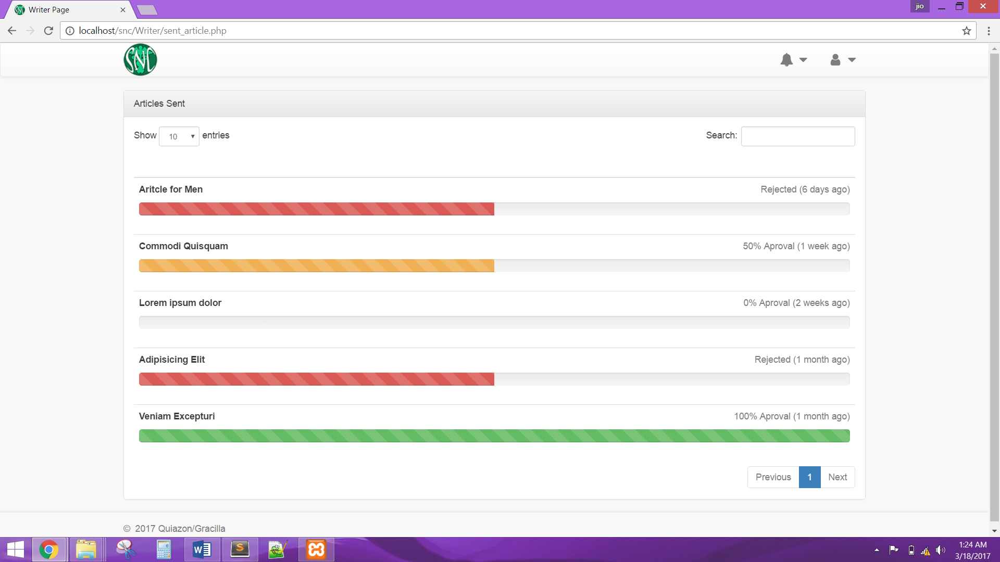 Writer Page
jio
localhost/snc/Writer/sent_article.php
SNC
Articles Sent
Show 10 entries
Search:
Aritcle for Men
Rejected (6 days ago)
Commodi Quisquam
50% Aproval (1 week ago)
Lorem ipsum dolor
0% Aproval (2 weeks ago)
Adipisicing Elit
Rejected (1 month ago)
Veniam Excepturi
100% Aproval (1 month ago)
Previous 1 Next
© 2017 Quiazon/Gracilla
1:24 AM
3/18/2017